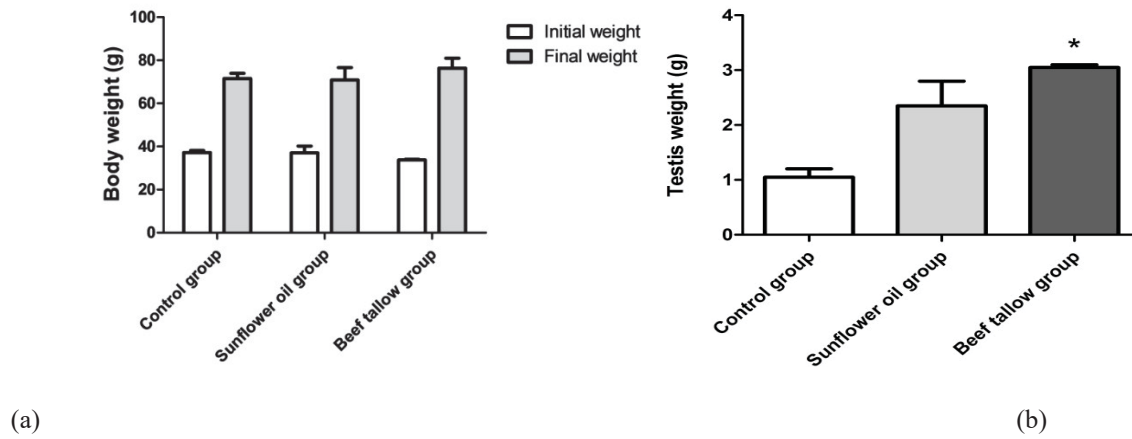 100
80
60
40
20
0
Body weight (g)
Initial weight
Final weight
Control group
Sunflower oil group
Beef tallow group
4
3
2
1
0
Testis weight (g)
*
Control group
Sunflower oil group
Beef tallow group
(a)
(b)